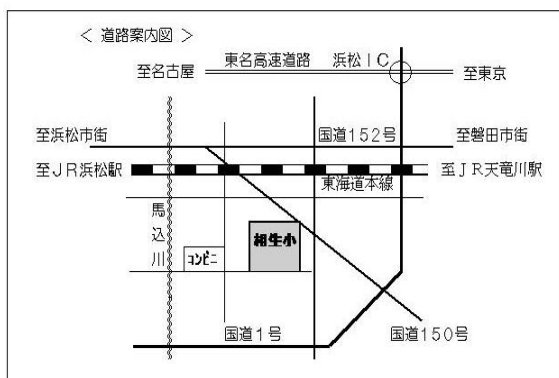 ＜ 道路案内図 ＞
東名高速道路 浜松IC
至名古屋
至東京
至浜松市街
国道152号
至磐田市街
至JR浜松駅
至JR天竜川駅
東海道本線
馬込川
相生小
コンビニ
国道1号
国道150号